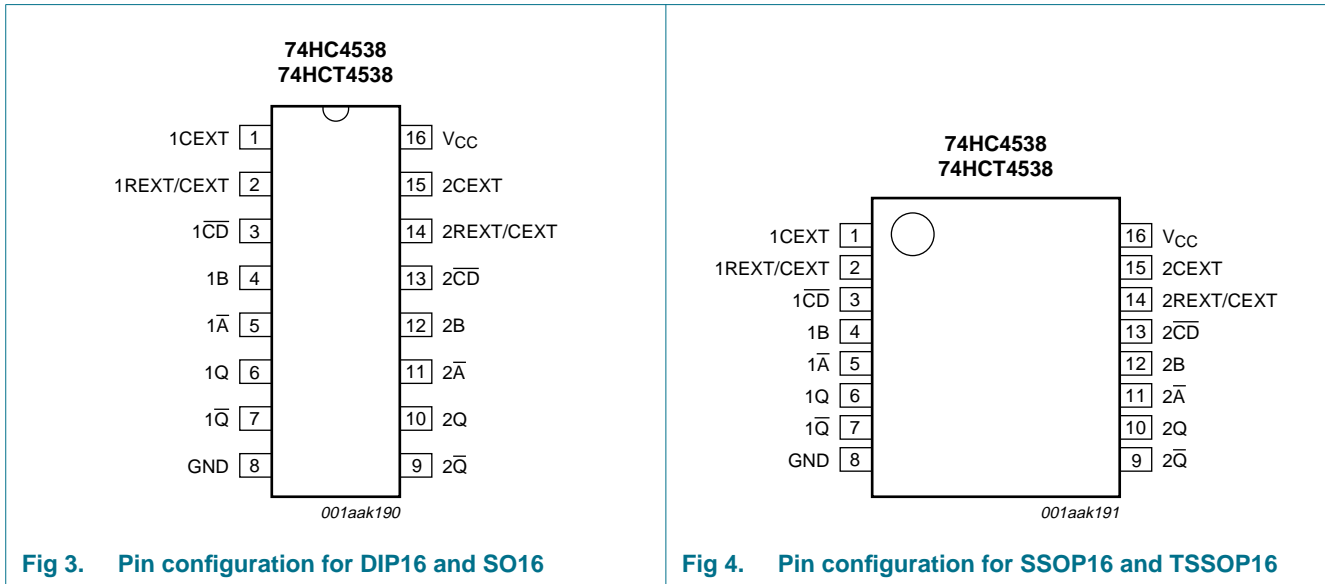 74HC4538
74HCT4538
1CEXT 1
16 VCC
1REXT/CEXT 2
15 2CEXT
1C̅D̅ 3
14 2REXT/CEXT
1B 4
13 2C̅D̅
1A̅ 5
12 2B
1Q 6
11 2A̅
1Q̅ 7
10 2Q
GND 8
9 2Q̅
001aak190
Fig 3. Pin configuration for DIP16 and SO16
74HC4538
74HCT4538
1CEXT 1
16 VCC
1REXT/CEXT 2
15 2CEXT
1C̅D̅ 3
14 2REXT/CEXT
1B 4
13 2C̅D̅
1A̅ 5
12 2B
1Q 6
11 2A̅
1Q̅ 7
10 2Q
GND 8
9 2Q̅
001aak191
Fig 4. Pin configuration for SSOP16 and TSSOP16